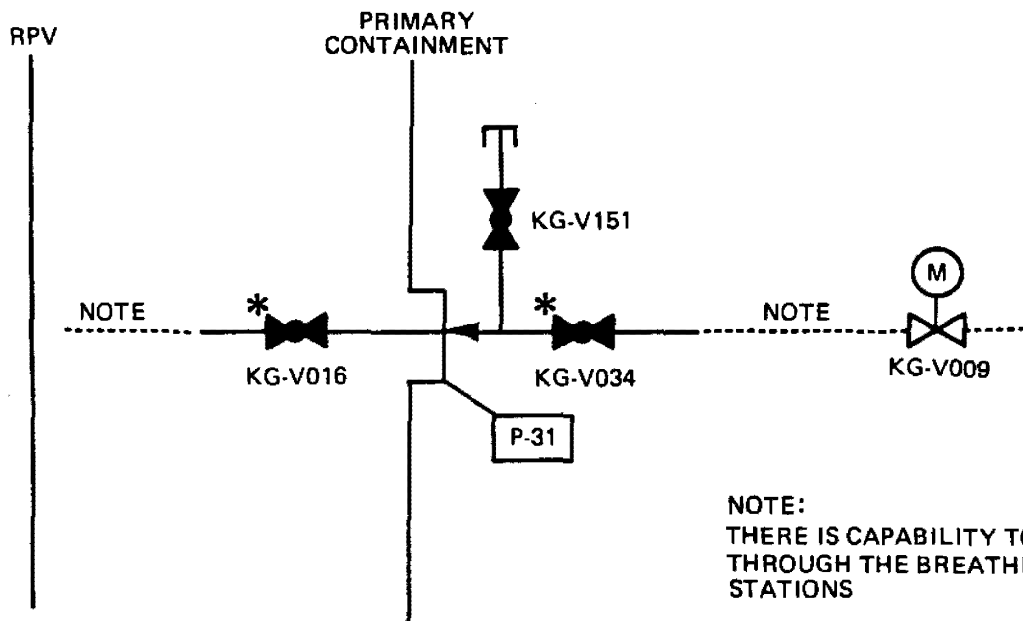 RPV
PRIMARY
CONTAINMENT
KG-V151
M
NOTE
*
*
NOTE
KG-V016
KG-V034
KG-V009
P-31
NOTE:
THERE IS CAPABILITY
THROUGH THE
STATIONS